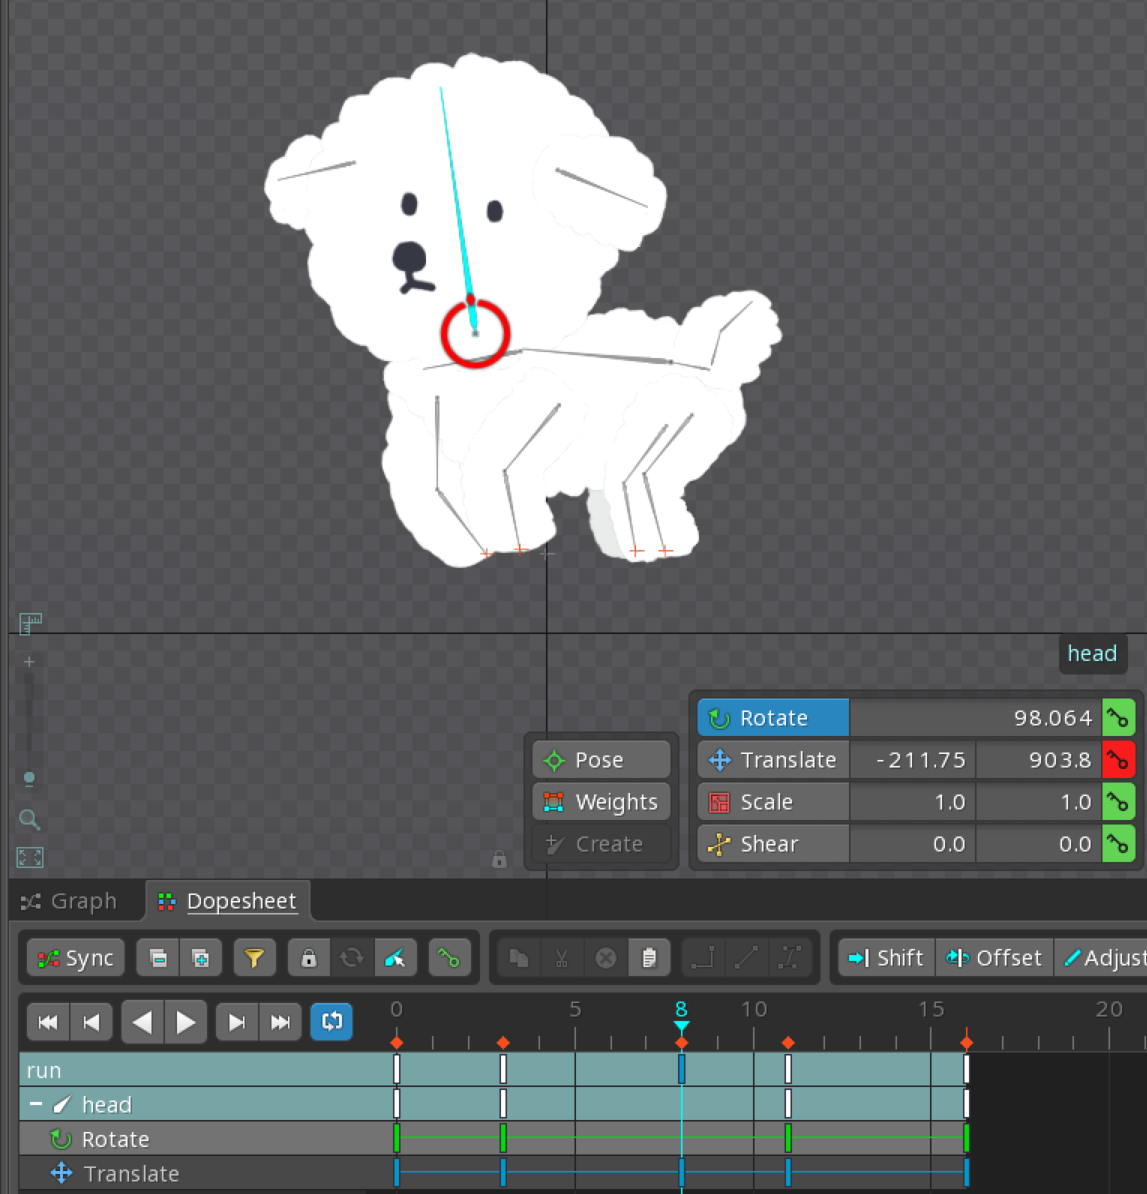 head
Rotate 98.064
Pose Translate -211.75 903.8
Weights Scale 1.0 1.0
Create Shear 0.0 0.0
Graph Dopesheet
Sync Shift Offset Adjust
0 5 8 10 15 20
run
head
Rotate
Translate